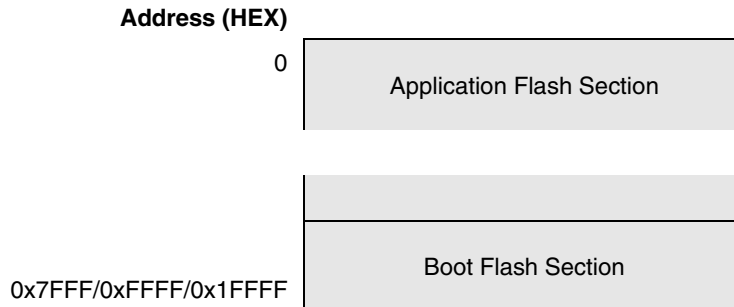 Address (HEX)
0
Application Flash Section
Boot Flash Section
0x7FFF/0xFFFF/0x1FFFF